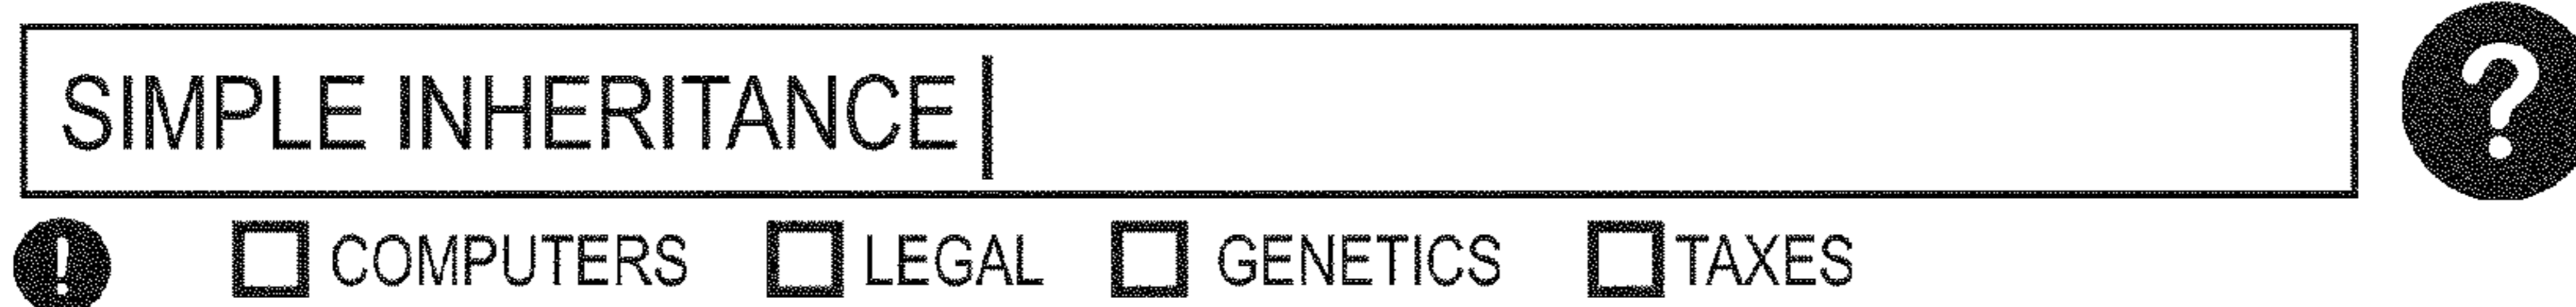 SIMPLE INHERITANCE
?
! COMPUTERS LEGAL GENETICS TAXES